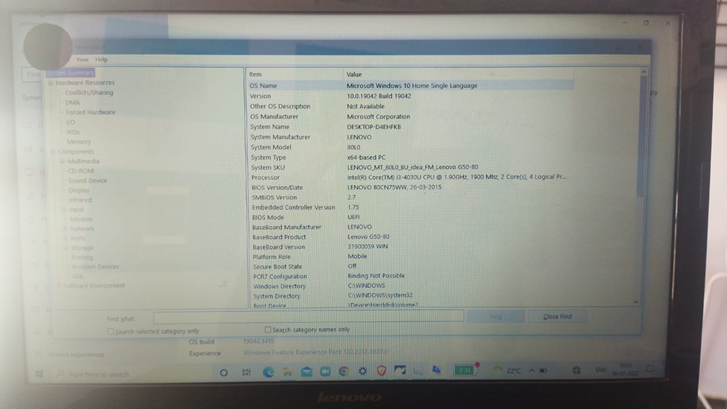 View Help
System Summary
Hardware Resources
Conflicts/Sharing
DMA
Forced Hardware
I/O
IRQs
Memory
Components
Multimedia
CD-ROM
Sound Device
Display
Infrared
Input
Modem
Network
Ports
Storage
Printing
Problem Devices
USB
Software Environment
Item Value
OS Name Microsoft Windows 10 Home Single Language
Version 10.0.19042 Build 19042
Other OS Description Not Available
OS Manufacturer Microsoft Corporation
System Name DESKTOP-D4EHFKB
System Manufacturer LENOVO
System Model 80L0
System Type x64-based PC
System SKU LENOVO_MT_80L0_BU_idea_FM_Lenovo G50-80
Processor Intel(R) Core(TM) i3-4030U CPU @ 1.90GHz, 1900 Mhz, 2 Core(s), 4 Logical Pr...
BIOS Version/Date LENOVO B0CN75WW, 26-03-2015
SMBIOS Version 2.7
Embedded Controller Version 1.75
BIOS Mode UEFI
BaseBoard Manufacturer LENOVO
BaseBoard Product Lenovo G50-80
BaseBoard Version 31900059 WIN
Platform Role Mobile
Secure Boot State Off
PCR7 Configuration Binding Not Possible
Windows Directory C:\WINDOWS
System Directory C:\WINDOWS\system32
Boot Device \Device\HarddiskVolume1
Find what:
Find
Close Find
Search selected category only
Search category names only
OS build
Experience Windows Feature Experience Pack
Type here to search
22°C
ENG
lenovo